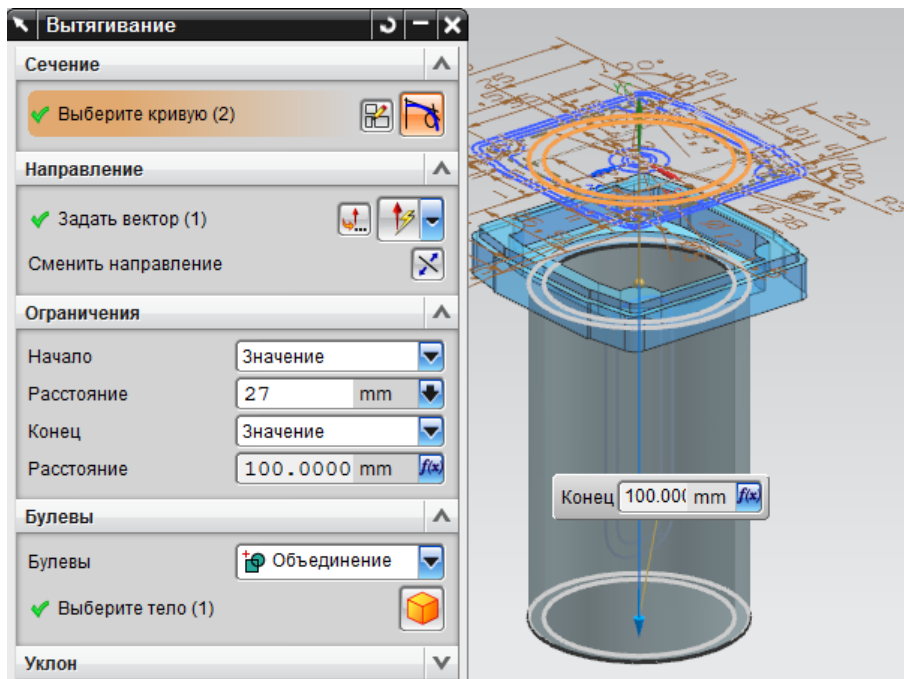 Вытягивание
Сечение
Выберите кривую (2)
Направление
Задать вектор (1)
Сменить направление
Ограничения
Начало Значение
Расстояние 27 mm
Конец Значение
Расстояние 100.0000 mm f(x)
Булевы
Булевы Объединение
Выберите тело (1)
Уклон
22
Конец 100.00 mm f(x)